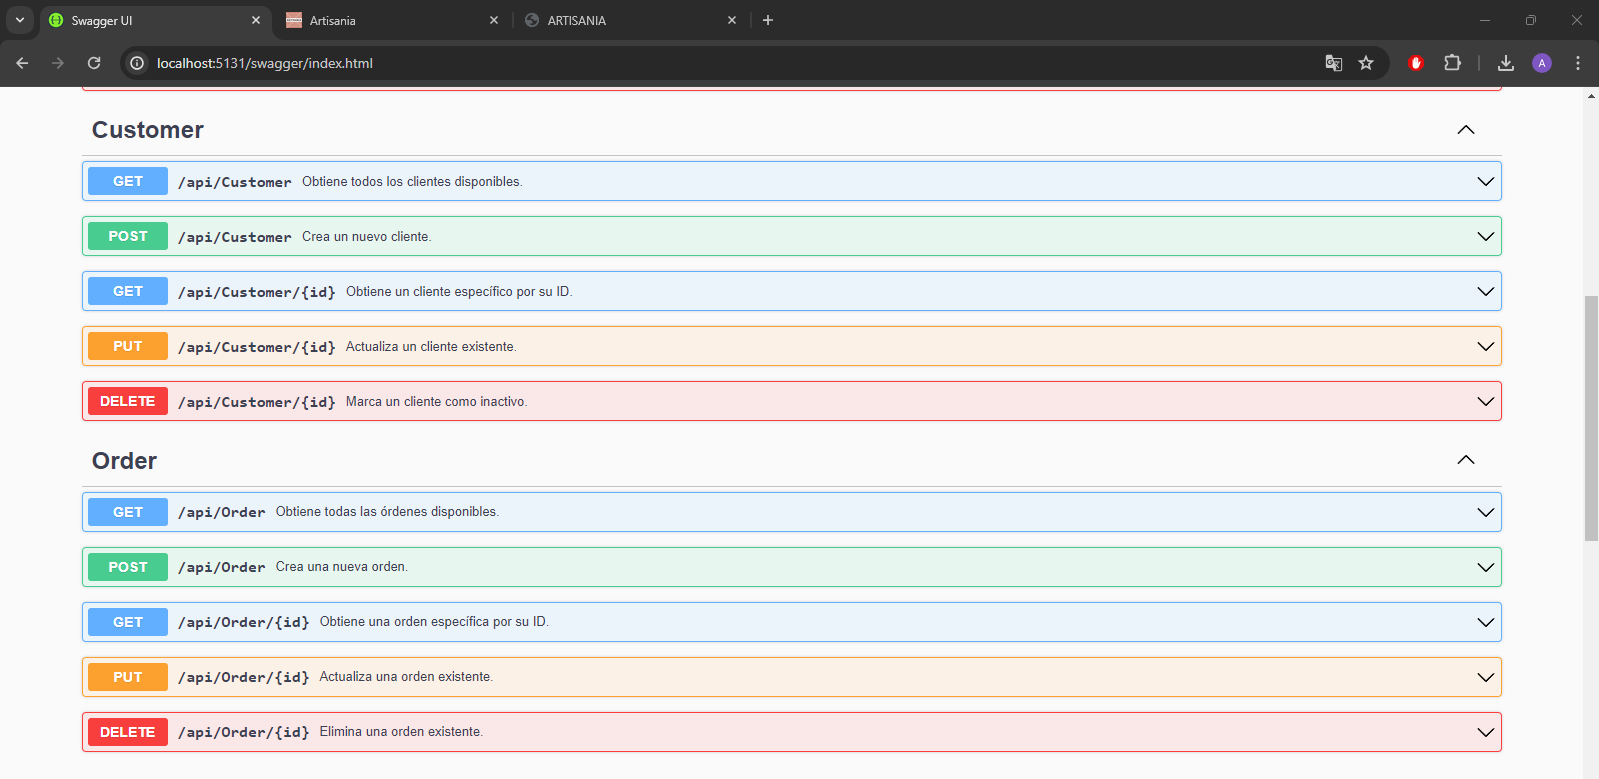 Swagger UI
Artisania
ARTISANIA
localhost:5131/swagger/index.html
A
Customer
GET /api/Customer Obtiene todos los clientes disponibles.
POST /api/Customer Crea un nuevo cliente.
GET /api/Customer/{id} Obtiene un cliente específico por su ID.
PUT /api/Customer/{id} Actualiza un cliente existente.
DELETE /api/Customer/{id} Marca un cliente como inactivo.
Order
GET /api/Order Obtiene todas las órdenes disponibles.
POST /api/Order Crea una nueva orden.
GET /api/Order/{id} Obtiene una orden específica por su ID.
PUT /api/Order/{id} Actualiza una orden existente.
DELETE /api/Order/{id} Elimina una orden existente.